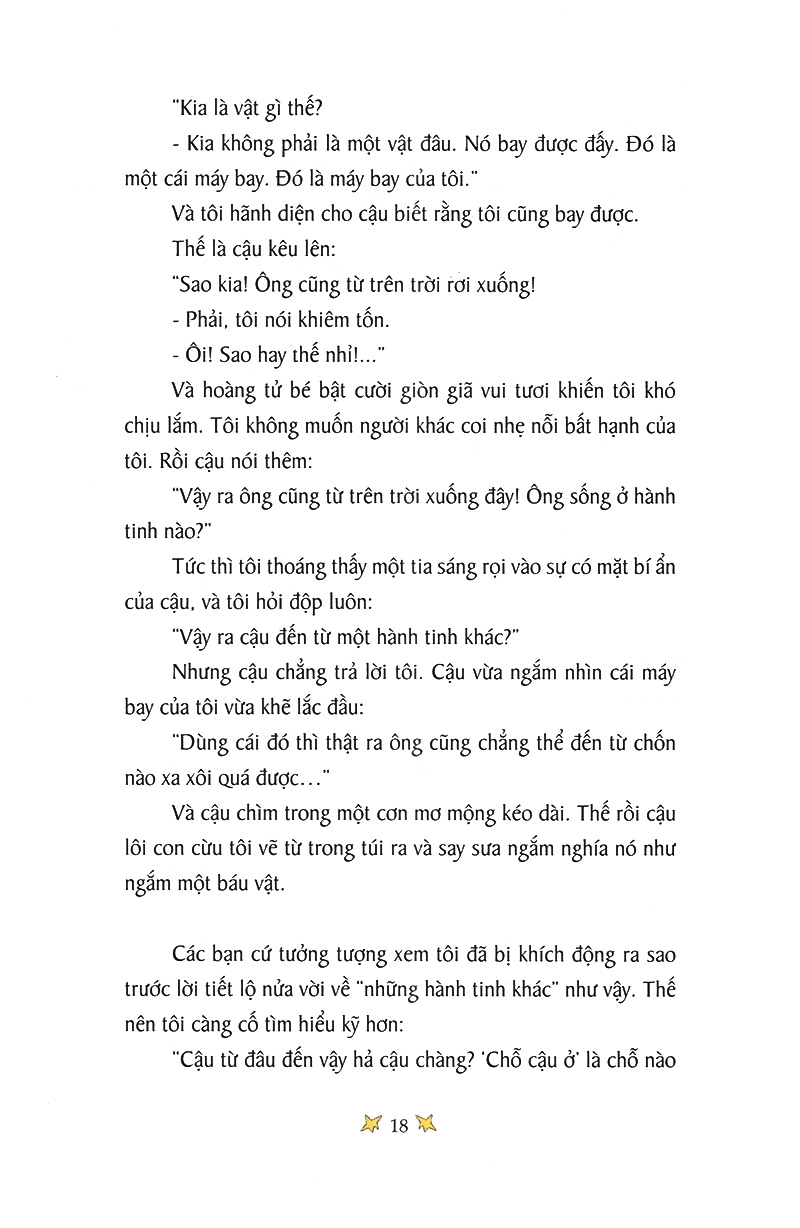 "Kia là vật gì thế?
- Kia không phải là một vật đâu. Nó bay được đấy. Đó là
một cái máy bay. Đó là máy bay của tôi."
Và tôi hãnh diện cho cậu biết rằng tôi cũng bay được.
Thế là cậu kêu lên:
"Sao kia! Ông cũng từ trên trời rơi xuống!
- Phải, tôi nói khiêm tốn.
- Ôi! Sao hay thế nhỉ!..."
Và hoàng tử bé bật cười giòn giã vui tươi khiến tôi khó
chịu lắm. Tôi không muốn người khác coi nhẹ nỗi bất hạnh của
tôi. Rồi cậu nói thêm:
"Vậy ra ông cũng từ trên trời xuống đây! Ông sống ở hành
tinh nào?"
Tức thì tôi thoáng thấy một tia sáng rọi vào sự có mặt bí ẩn
của cậu, và tôi hỏi độp luôn:
"Vậy ra cậu đến từ một hành tinh khác?"
Nhưng cậu chẳng trả lời tôi. Cậu vừa ngắm nhìn cái máy
bay của tôi vừa khẽ lắc đầu:
"Dùng cái đó thì thật ra ông cũng chẳng thể đến từ chốn
nào xa xôi quá được..."
Và cậu chìm trong một cơn mơ mộng kéo dài. Thế rồi cậu
lôi con cừu tôi vẽ từ trong túi ra và say sưa ngắm nghía nó như
ngắm một báu vật.
Các bạn cứ tưởng tượng xem tôi đã bị khích động ra sao
trước lời tiết lộ nửa vời về "những hành tinh khác" như vậy. Thế
nên tôi càng cố tìm hiểu kỹ hơn:
"Cậu từ đâu đến vậy hả cậu chàng? 'Chỗ cậu ở' là chỗ nào
18